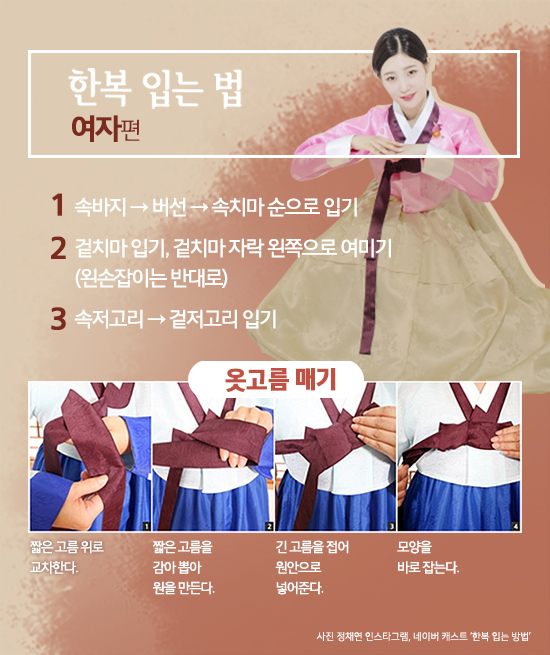 한복 입는 법
여자편
1 속바지 → 버선 → 속치마 순으로 입기
2 겉치마 입기, 겉치마 자락 왼쪽으로 여미기
(왼손잡이는 반대로)
3 속저고리 → 겉저고리 입기
옷고름 매기
1
2
3
4
짧은 고름 위로
교차한다.
짧은 고름을
감아 뽑아
원을 만든다.
긴 고름을 접어
원안으로
넣어준다.
모양을
바로 잡는다.
사진 정채연 인스타그램, 네이버 캐스트 '한복 입는 방법'